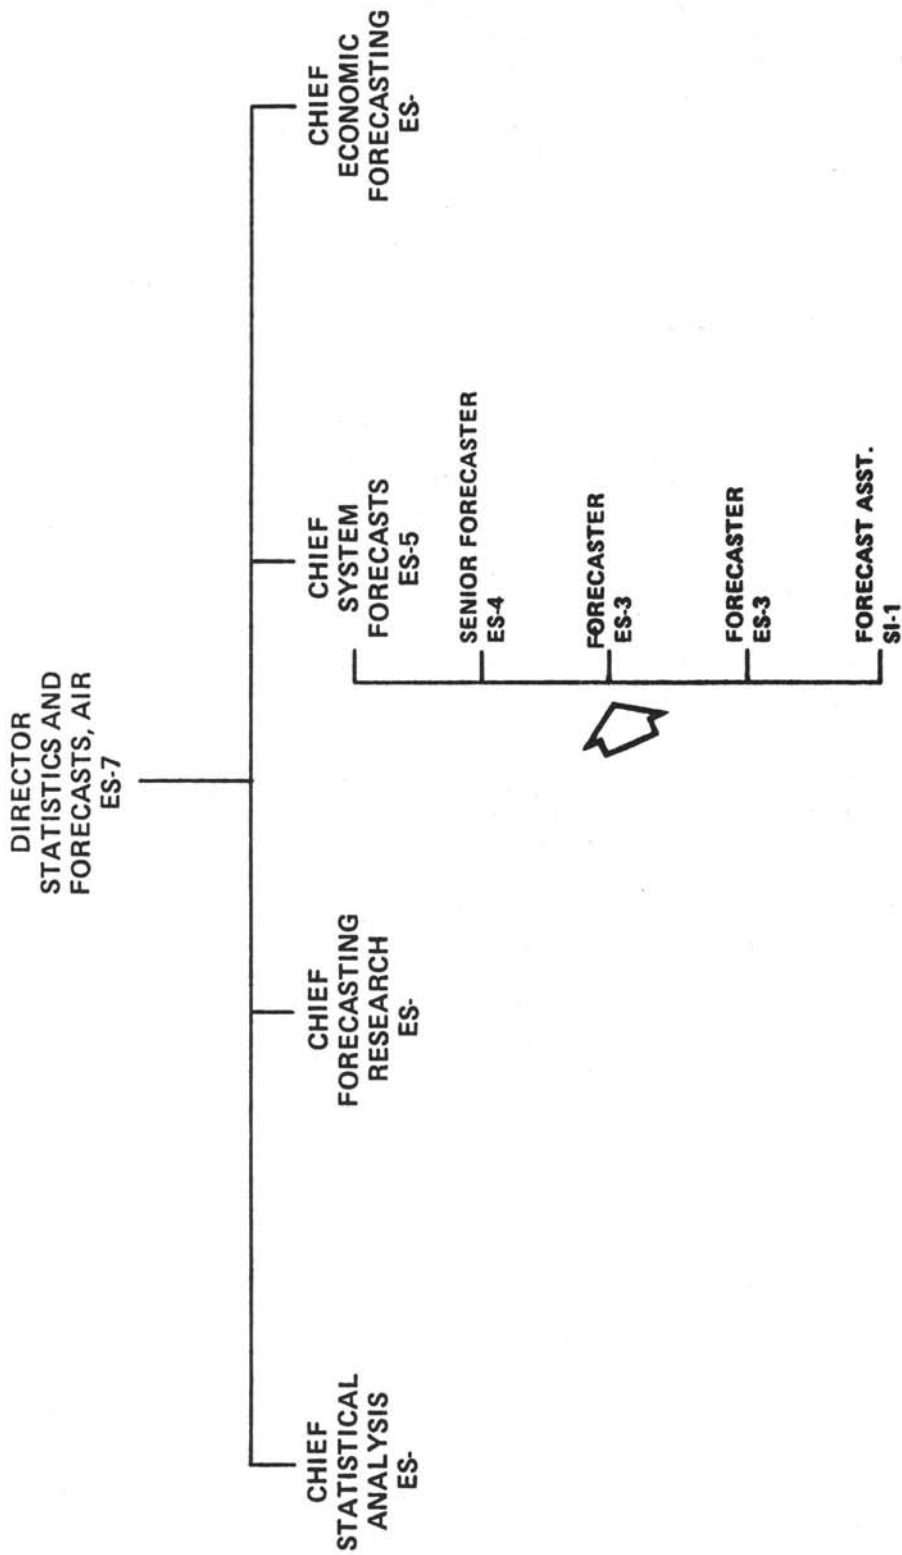 DIRECTOR
STATISTICS AND
FORECASTS, AIR
ES-7
CHIEF
STATISTICAL
ANALYSIS
ES-
CHIEF
FORECASTING
RESEARCH
ES-
CHIEF
SYSTEM
FORECASTS
ES-5
CHIEF
ECONOMIC
FORECASTING
ES-
SENIOR FORECASTER
ES-4
FORECASTER
ES-3
FORECASTER
ES-3
FORECAST ASST.
SI-1